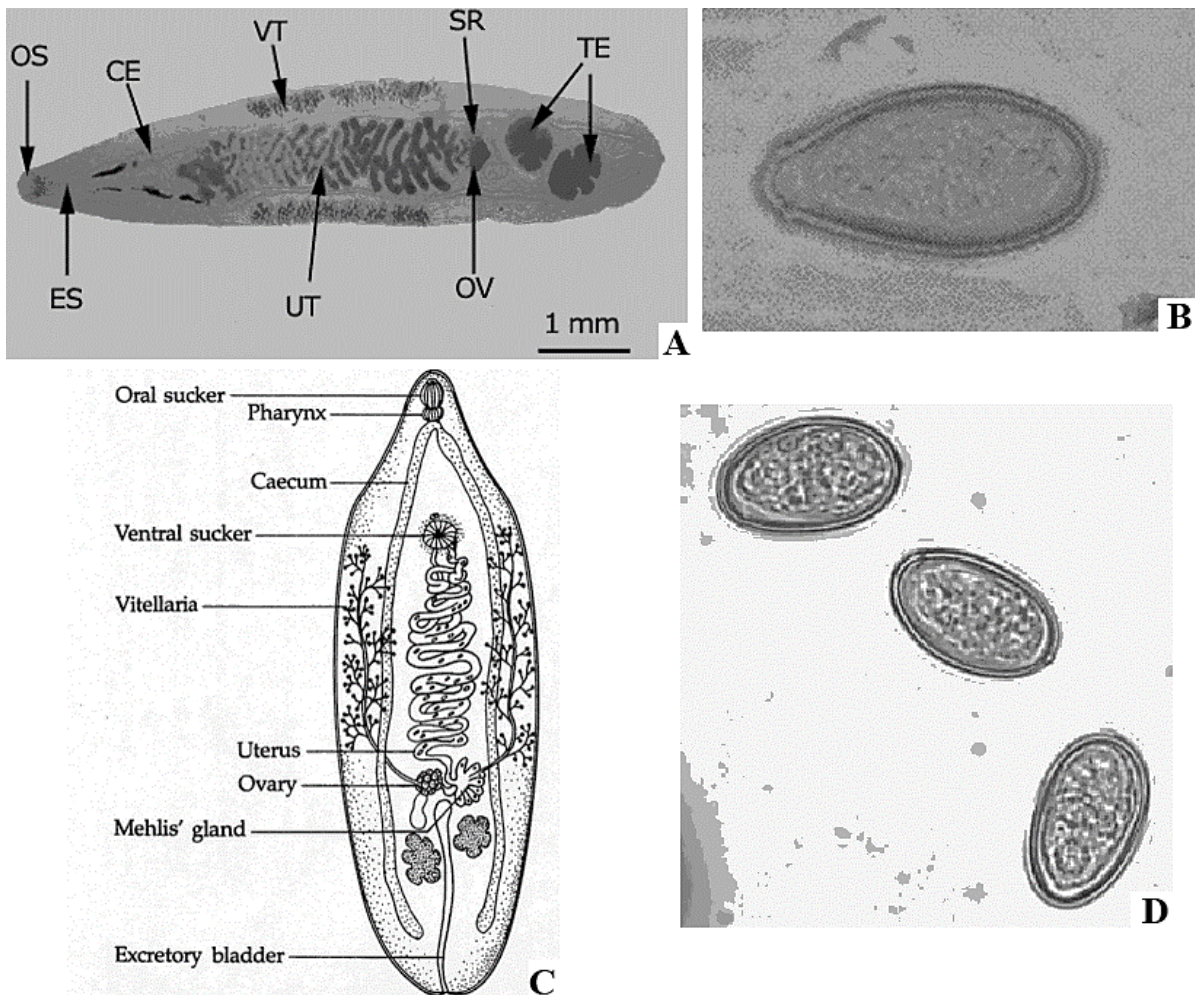 OS
CE
VT
SR
TE
ES
UT
OV
1 mm
A
B
Oral sucker
Pharynx
Caecum
Ventral sucker
Vitellaria
Uterus
Ovary
Mehlis' gland
Excretory bladder
C
D